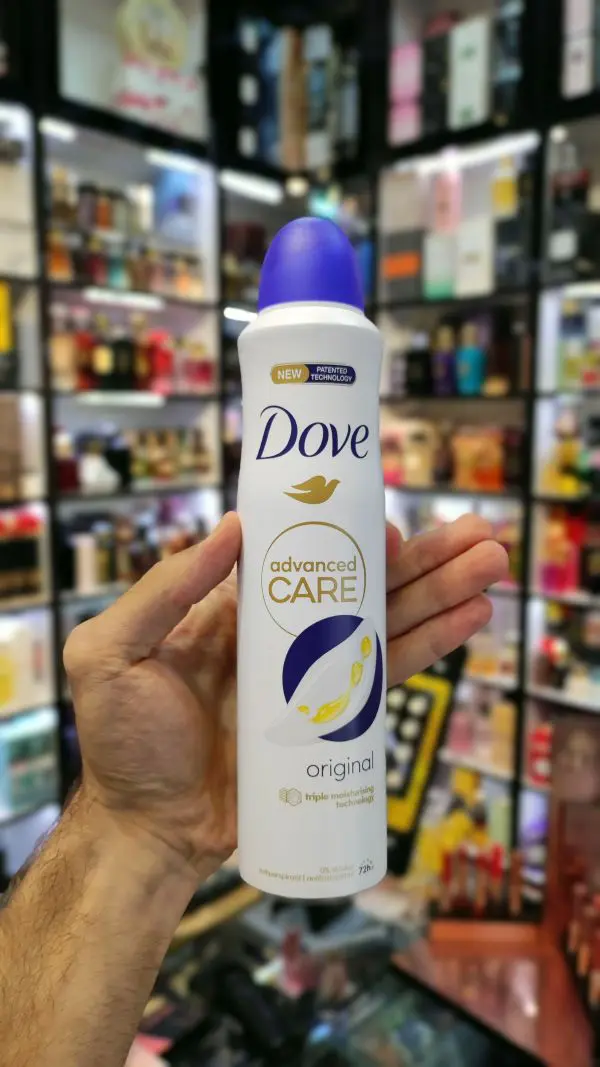 NEW PATENTED
TECHNOLOGY
Dove
advanced
CARE
original
triple moisturising
technology
72h